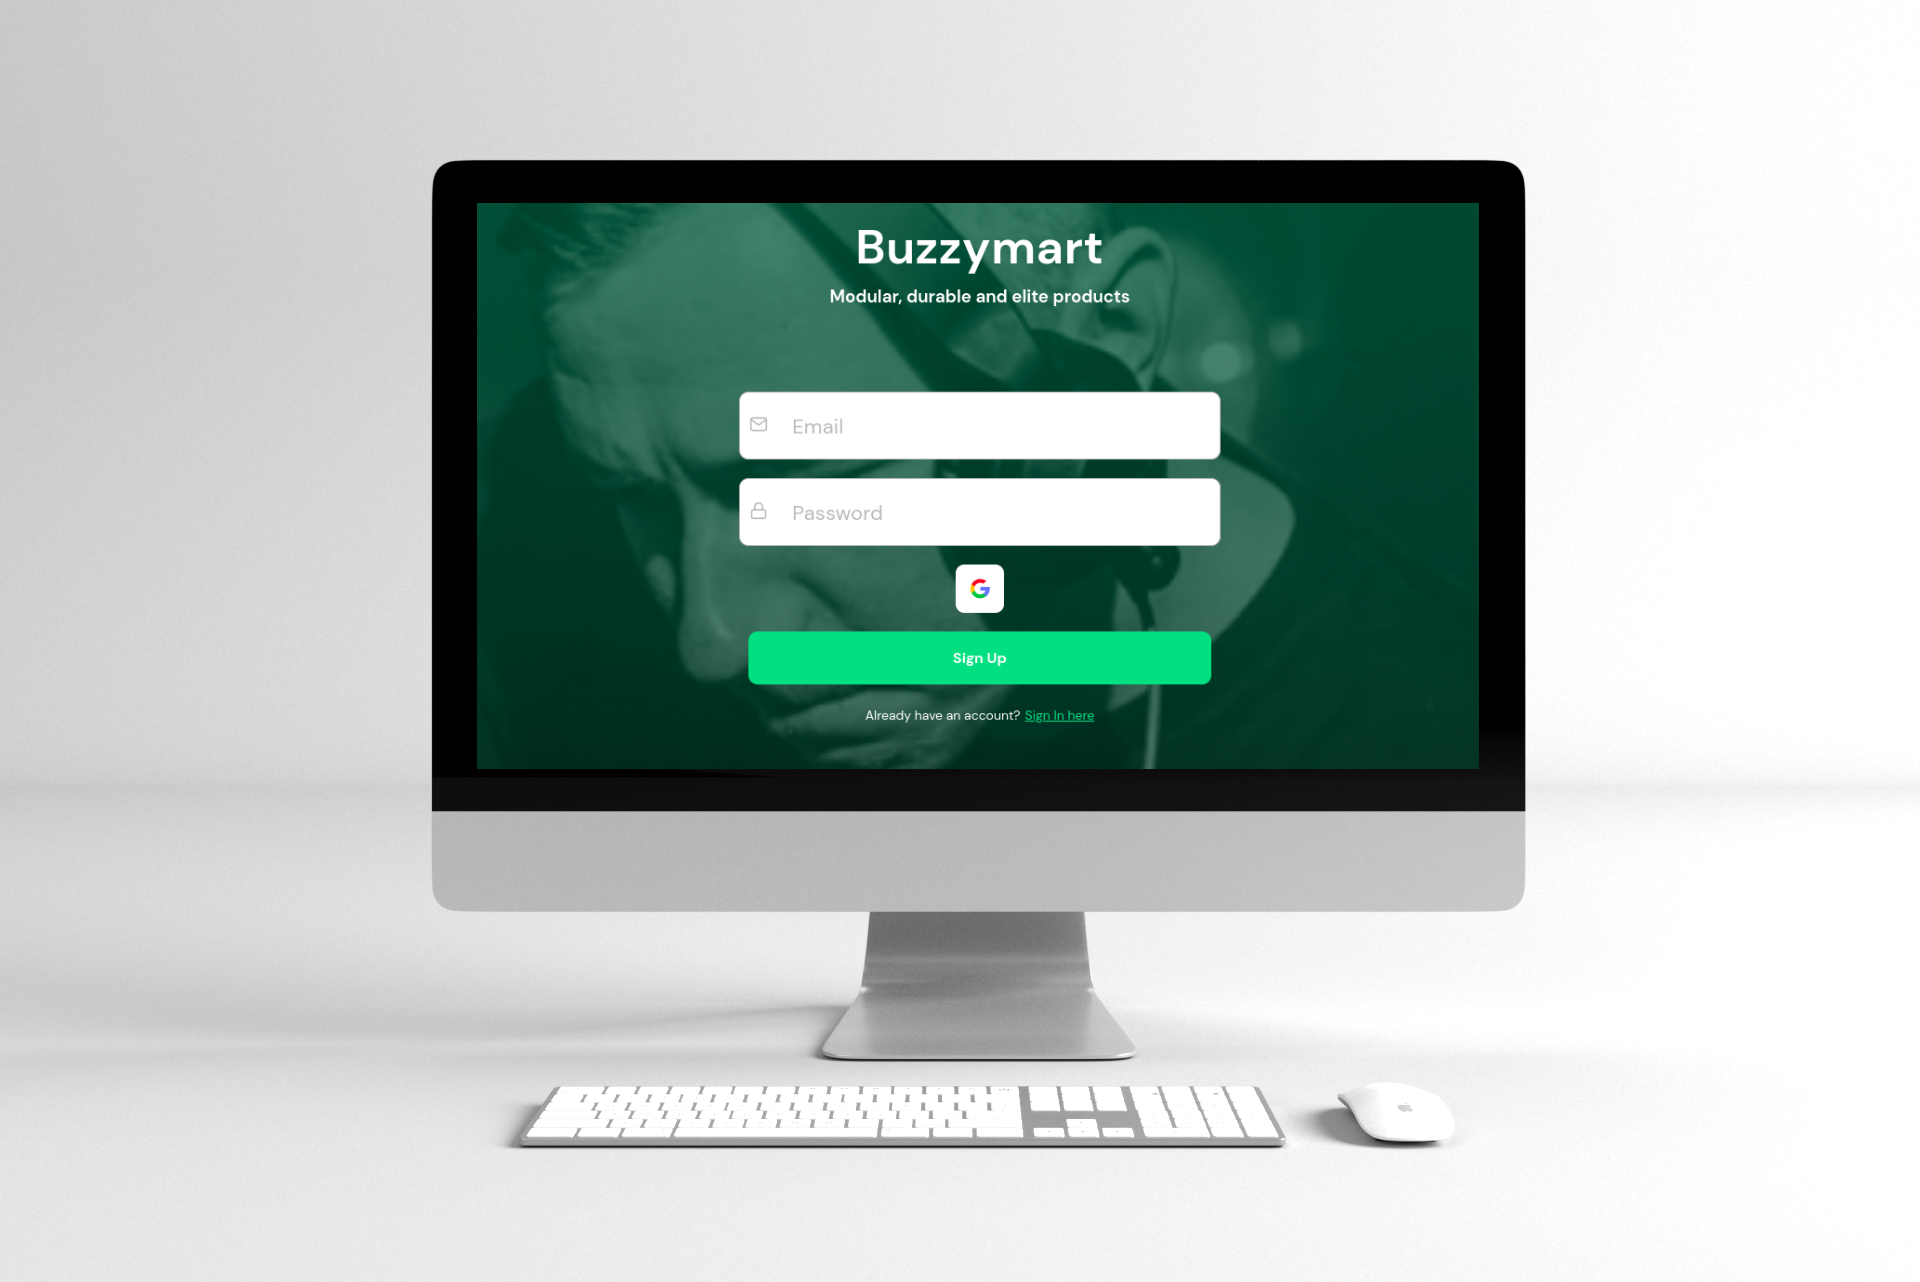 Buzzymart
Modular, durable and elite products
Email
Password
Sign Up
Already have an account? Sign In here